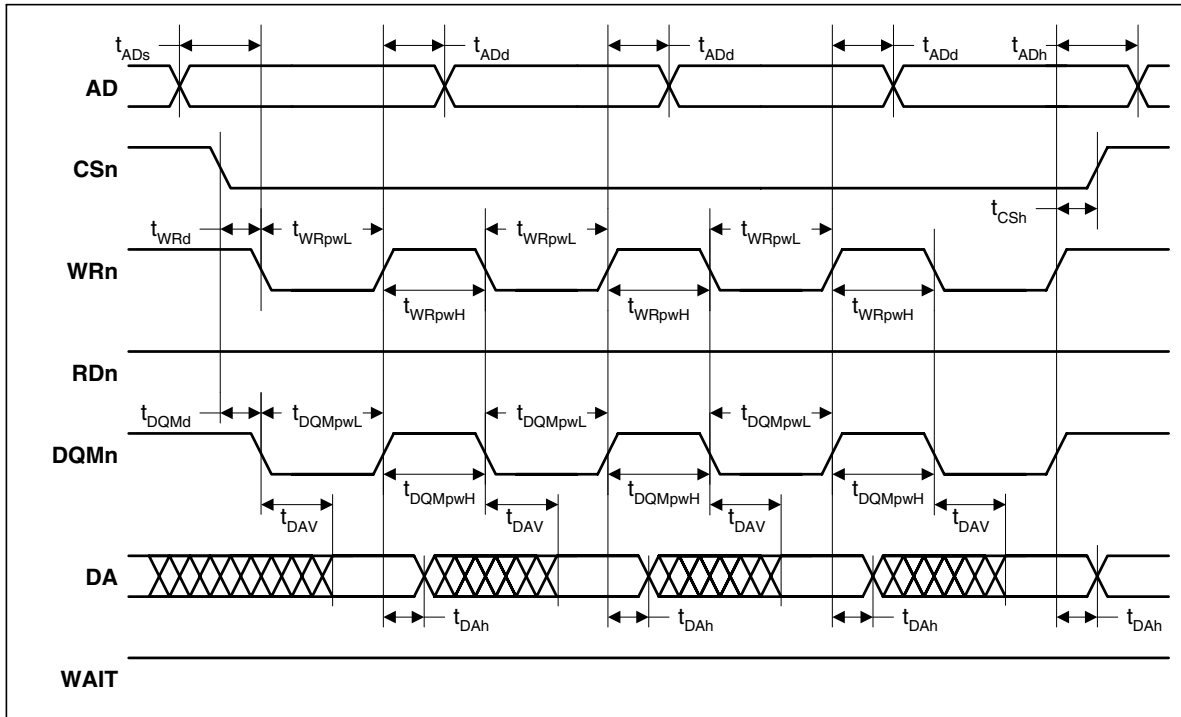 tADs tADd tADd tADd tADh
AD
CSn
tCSh
tWRd tWRpwL tWRpwL tWRpwL
WRn
tWRpwH tWRpwH tWRpwH
RDn
tDQMd tDQMpwL tDQMpwL tDQMpwL
DQMn
tDQMpwH tDQMpwH tDQMpwH
tDAV tDAV tDAV tDAV
DA
tDAh tDAh tDAh tDAh
WAIT